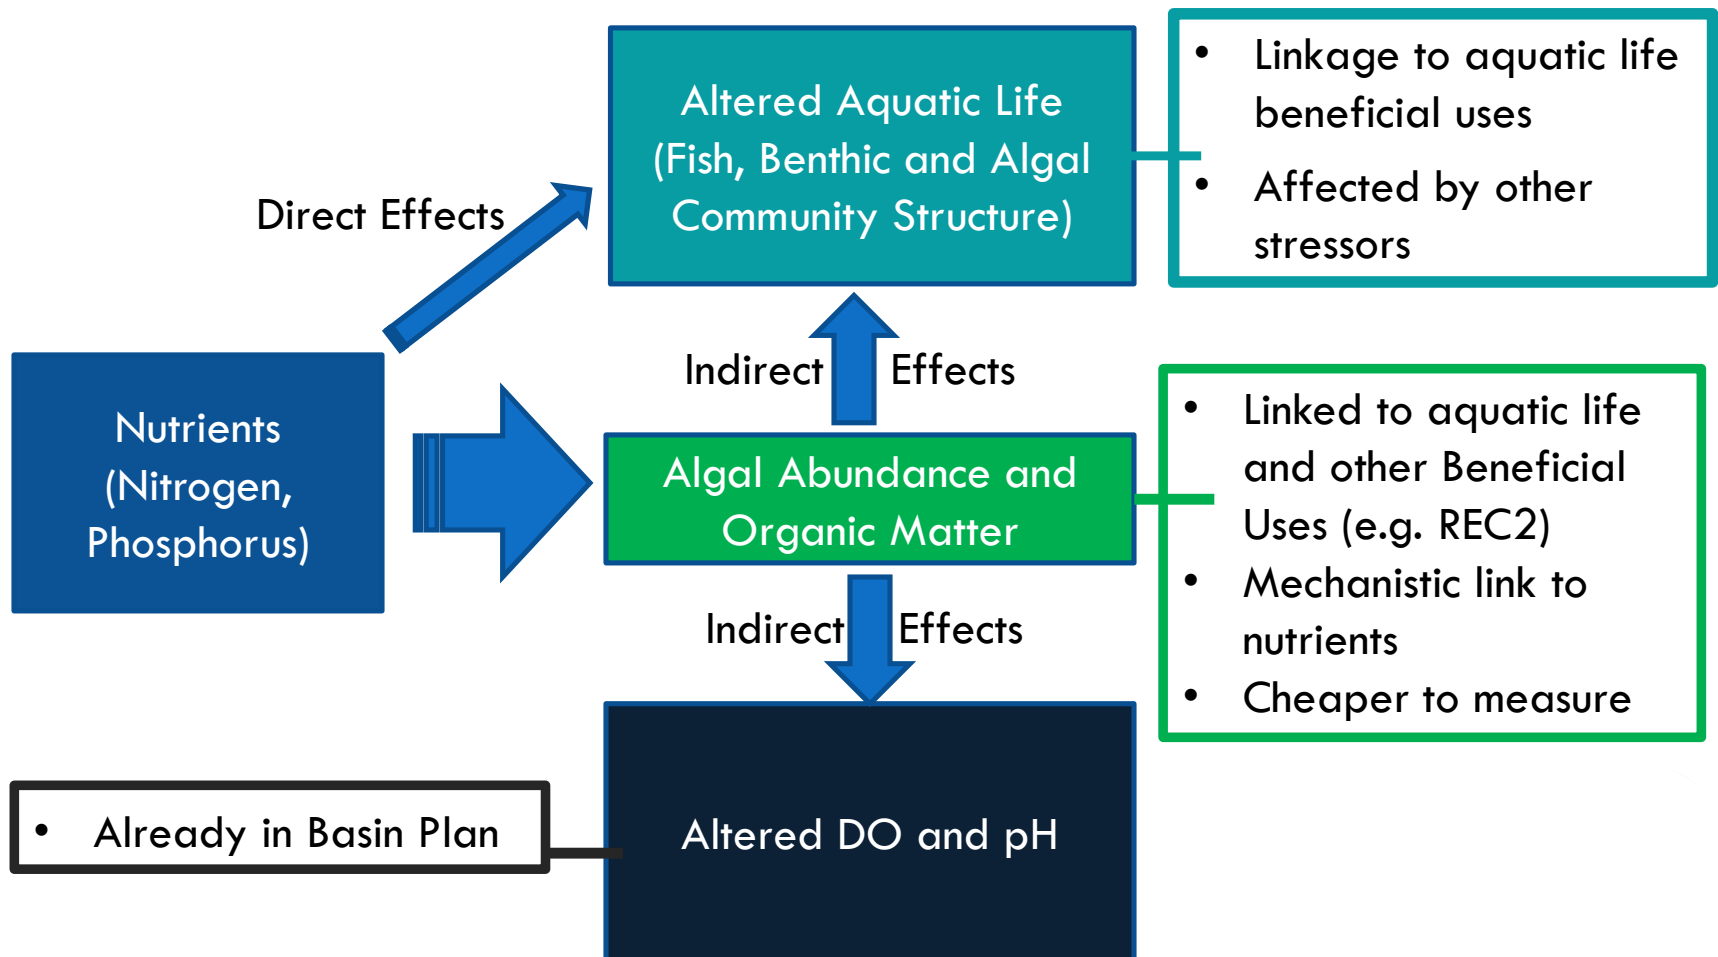 Altered Aquatic Life
(Fish, Benthic and Algal
Community Structure)
• Linkage to aquatic life
beneficial uses
• Affected by other
stressors
Direct Effects
Indirect Effects
Nutrients
(Nitrogen,
Phosphorus)
Algal Abundance and
Organic Matter
• Linked to aquatic life
and other Beneficial
Uses (e.g. REC2)
• Mechanistic link to
nutrients
• Cheaper to measure
Indirect Effects
• Already in Basin Plan
Altered DO and pH